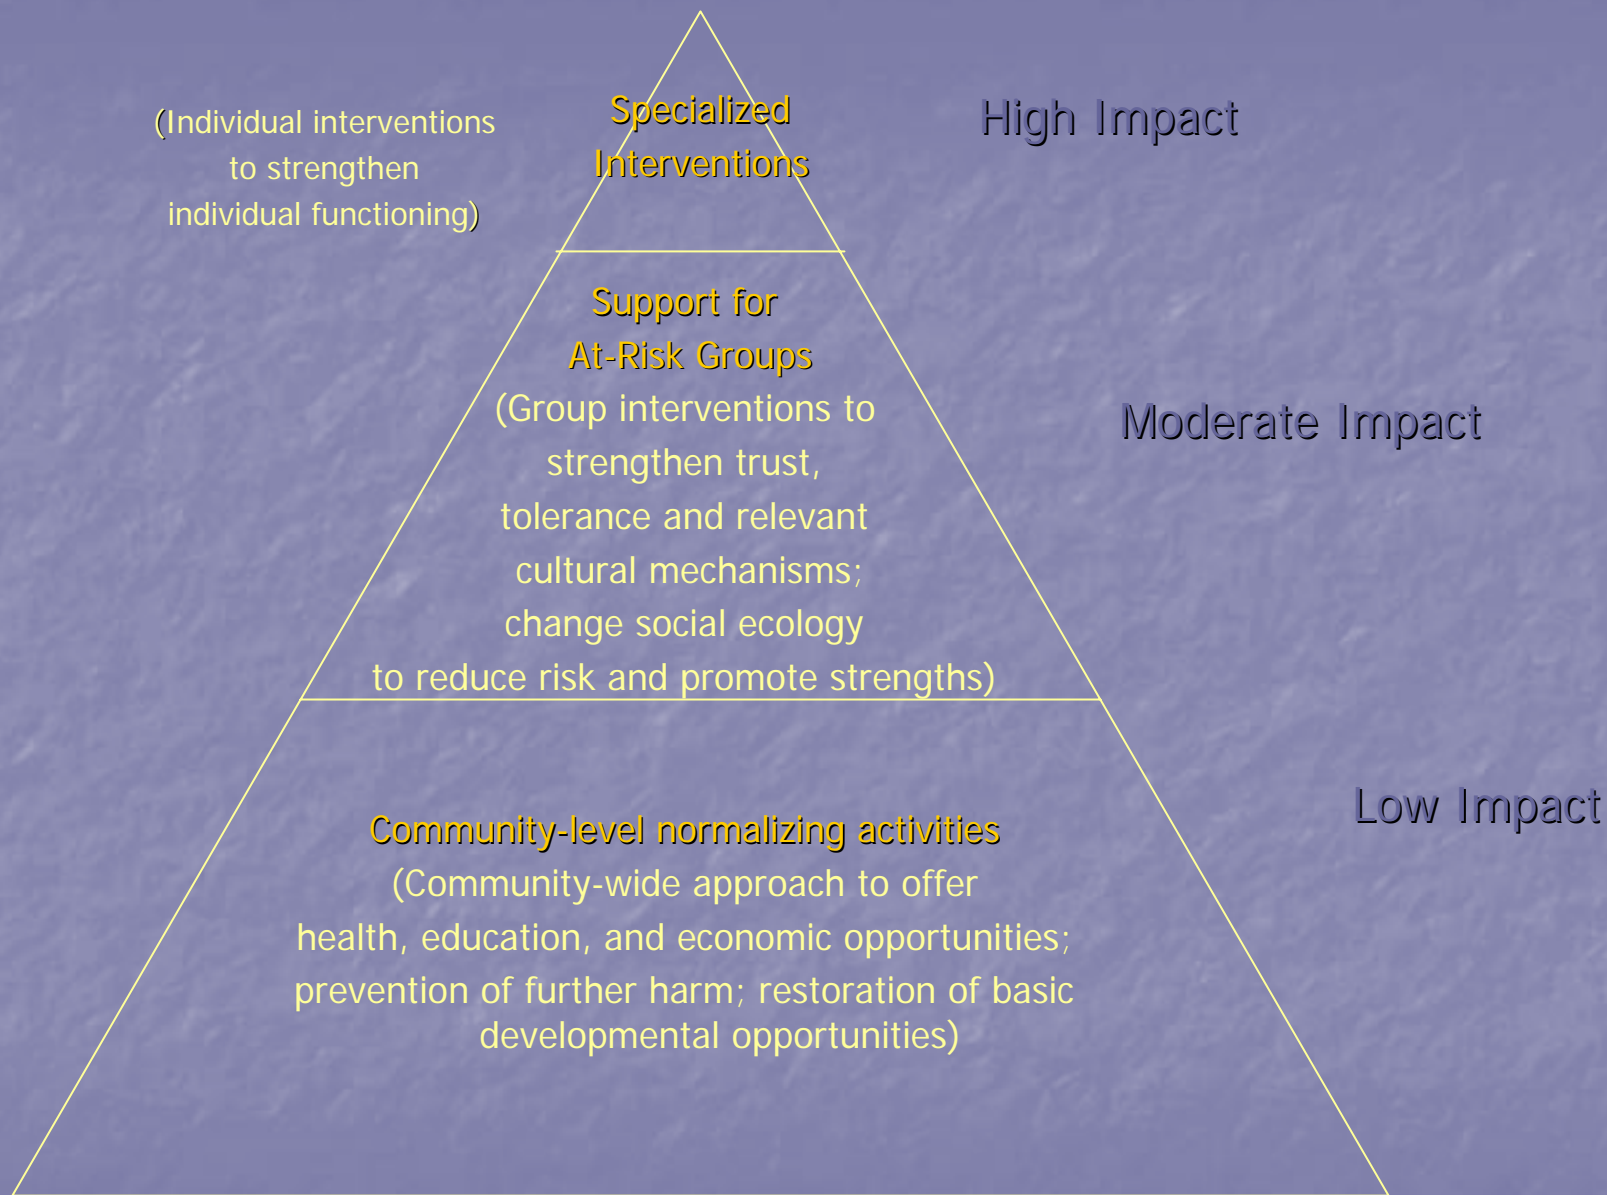 (Individual interventions
to strengthen
individual functioning)
Specialized
Interventions
High Impact
Support for
At-Risk Groups
(Group interventions to
strengthen trust,
tolerance and relevant
cultural mechanisms;
change social ecology
to reduce risk and promote strengths)
Moderate Impact
Community-level normalizing activities
(Community-wide approach to offer
health, education, and economic opportunities;
prevention of further harm; restoration of basic
developmental opportunities)
Low Impact